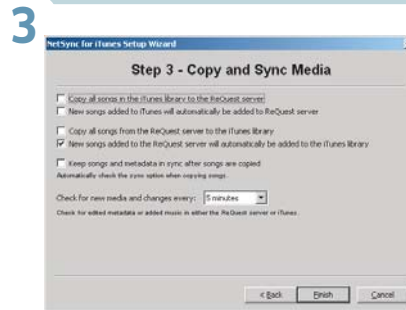 3
NetSync for iTunes Setup Wizard
Step 3 - Copy and Sync Media
Copy all songs in the iTunes library to the ReQuest server
New songs added to iTunes will automatically be added to ReQuest server
Copy all songs from the ReQuest server to the iTunes library
New songs added to the ReQuest server will automatically be added to the iTunes library
Keep songs and metadata in sync after songs are copied
Automatically check the sync option when copying songs.
Check for new media and changes every: 5 minutes
Check for edited metadata or added music in either the ReQuest server or iTunes.
< Back Finish Cancel